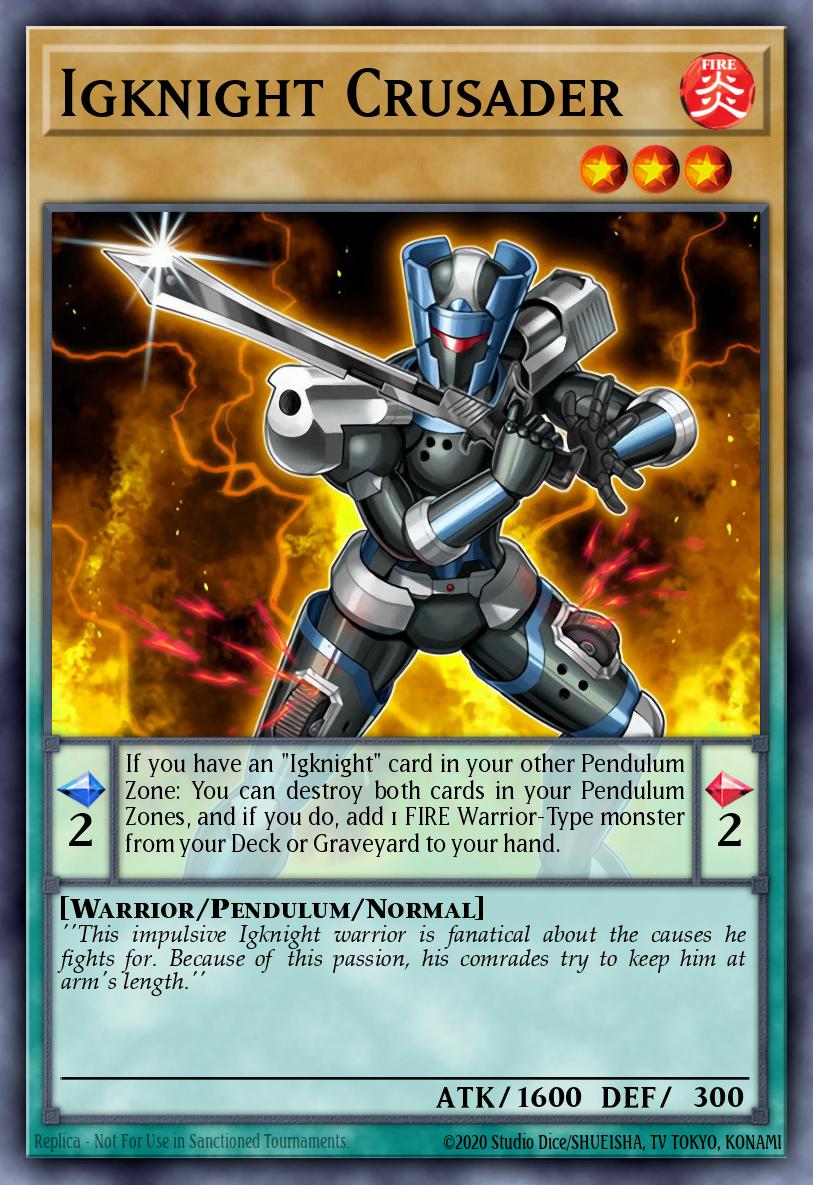 Igknight Crusader
FIRE
炎
If you have an "Igknight" card in your other Pendulum
Zone: You can destroy both cards in your Pendulum
Zones, and if you do, add 1 FIRE Warrior-Type monster
from your Deck or Graveyard to your hand.
2
2
[Warrior/Pendulum/Normal]
''This impulsive Igknight warrior is fanatical about the causes he
fights for. Because of this passion, his comrades try to keep him at
arm's length.''
ATK/1600 DEF/ 300
Replica - Not For Use in Sanctioned Tournaments.
©2020 Studio Dice/SHUEISHA, TV TOKYO, KONAMI